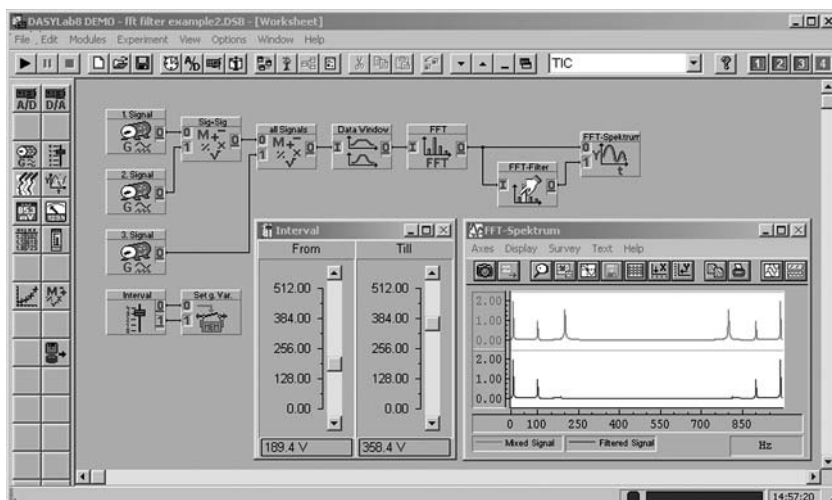 DASYLab8 DEMO - fft filter example2.DSB - [Worksheet]
File Edit Modules Experiment View Options Window Help
TIC
1 2 3 4
A/D D/A
1. Signal
Sig+Sig
all Signals
Data Window
FFT
FFT-Spektrum
2. Signal
FFT-Filter
3. Signal
Interval
Set g. Var.
Interval
From Till
512.00 512.00
384.00 384.00
256.00 256.00
128.00 128.00
0.00 0.00
189.4 V 358.4 V
FFT-Spektrum
Axes Display Survey Text Help
2.00
1.00
0.00
2.00
1.00
0.00
0 100 250 400 550 700 850
Mixed Signal Filtered Signal Hz
14:57:20